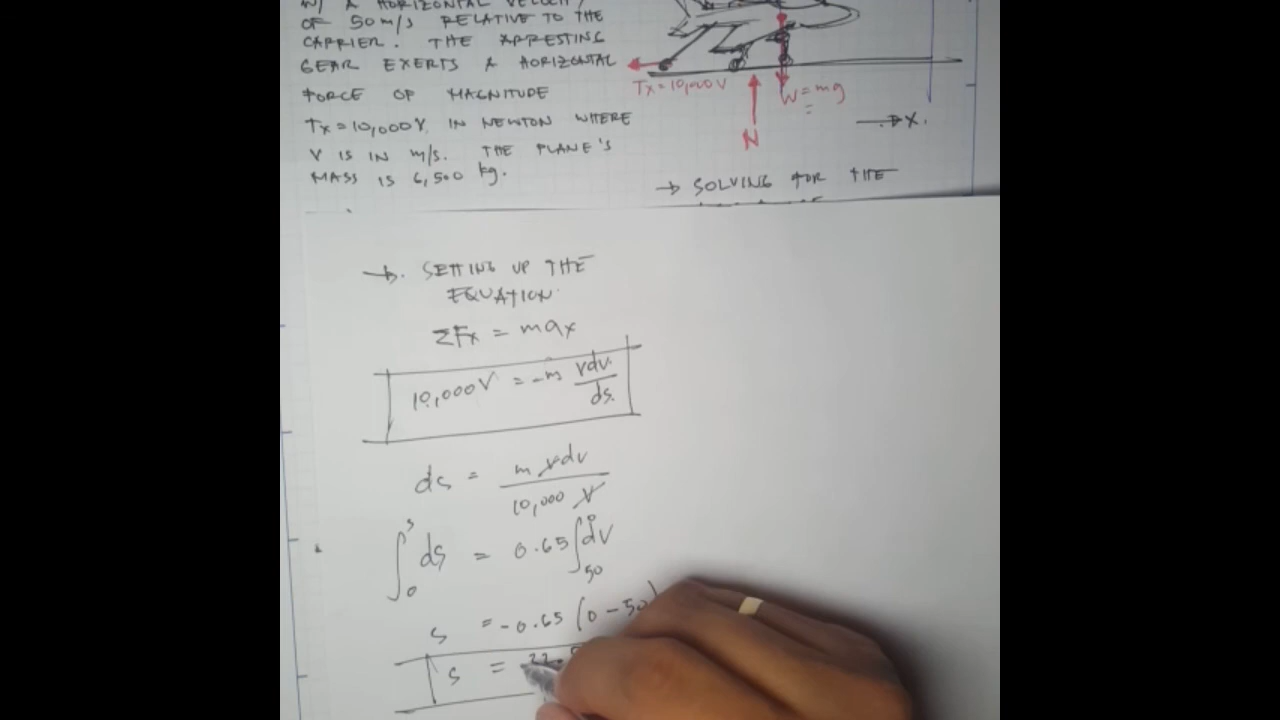 W/ A HORIZONTAL VELOCITY
OF 50 m/s RELATIVE TO THE
CARRIER. THE ARRESTING
GEAR EXERTS A HORIZONTAL
FORCE OF MAGNITUDE
Tx = 10,000V IN NEWTON WHERE
V IS IN m/s. THE PLANE'S
MASS IS 6,500 kg.
Tx = 10,000V
W = mg
N
→ X.
→ SOLVING FOR THE
→. SETTING UP THE
EQUATION.
ΣFx = max
10,000V = -m vdv/ds.
ds = m vdv / 10,000 V
∫₀ˢ ds = 0.65 ∫₅₀⁰ dV
s = -0.65 (0 - 50)
s =